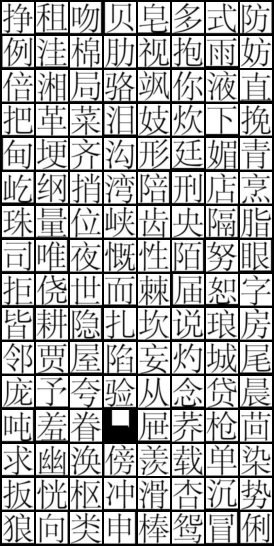 挣租吻贝皂多式防
例洼棉肋视抱雨妨
倍湘局骆飒你液直
把革菜泪妓炊下挽
甸埂齐沟形廷媚青
屹纲捎湾陪刑店烹
珠量位峡齿央隔脂
司唯夜慨性陌努眼
拒侥世而棘届恕字
皆耕隐扎坎说琅房
邻贾屋陷妄灼城尾
庞予夸验从念贷晨
吨羞眷屉荞枪茴
求幽涣傍羡载单染
扳恍枢冲滑杏沉势
狼向类申棒鸳冒俐